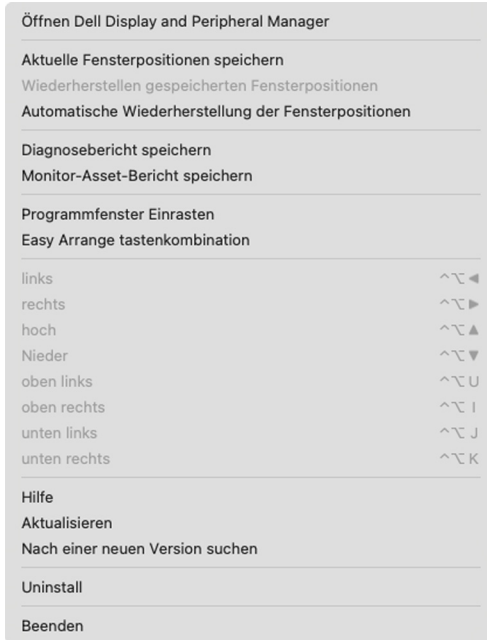 Öffnen Dell Display and Peripheral Manager
Aktuelle Fensterpositionen speichern
Wiederherstellen gespeicherten Fensterpositionen
Automatische Wiederherstellung der Fensterpositionen
Diagnosebericht speichern
Monitor-Asset-Bericht speichern
Programmfenster Einrasten
Easy Arrange tastenkombination
links ^⌥◀
rechts ^⌥▶
hoch ^⌥▲
Nieder ^⌥▼
oben links ^⌥U
oben rechts ^⌥I
unten links ^⌥J
unten rechts ^⌥K
Hilfe
Aktualisieren
Nach einer neuen Version suchen
Uninstall
Beenden